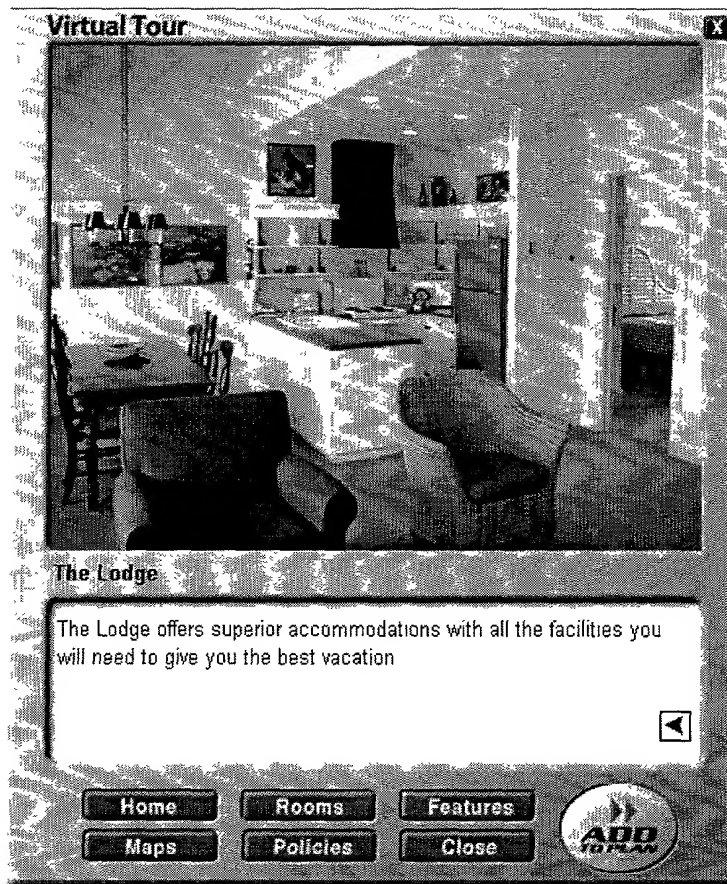 Virtual Tour
X
The Lodge
The Lodge offers superior accommodations with all the facilities you
will need to give you the best vacation
Home
Rooms
Features
Maps
Policies
Close
ADD
TO PLAN